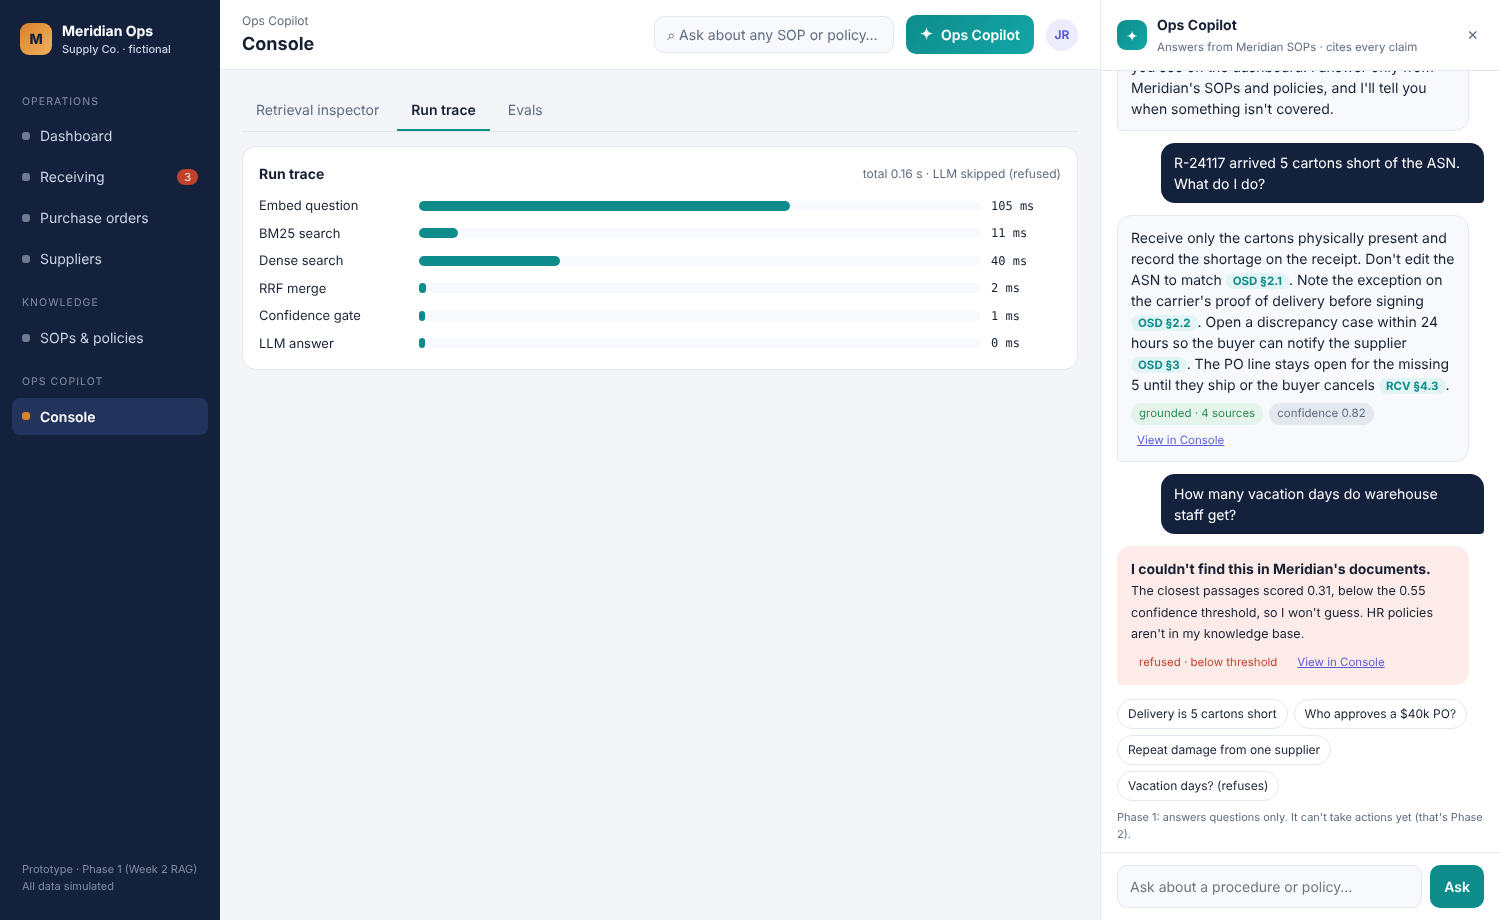 M
Meridian Ops
Supply Co. · fictional
OPERATIONS
Dashboard
Receiving
3
Purchase orders
Suppliers
KNOWLEDGE
SOPs & policies
OPS COPILOT
Console
Prototype · Phase 1 (Week 2 RAG)
All data simulated
Ops Copilot
Console
Ask about any SOP or policy...
✦ Ops Copilot
JR
Retrieval inspector
Run trace
Evals
Run trace
total 0.16 s · LLM skipped (refused)
Embed question 105 ms
BM25 search 11 ms
Dense search 40 ms
RRF merge 2 ms
Confidence gate 1 ms
LLM answer 0 ms
✦
Ops Copilot
Answers from Meridian SOPs · cites every claim
✕
Meridian's SOPs and policies, and I'll tell you
when something isn't covered.
R-24117 arrived 5 cartons short of the ASN.
What do I do?
Receive only the cartons physically present and
record the shortage on the receipt. Don't edit the
ASN to match OSD §2.1 . Note the exception on
the carrier's proof of delivery before signing
OSD §2.2 . Open a discrepancy case within 24
hours so the buyer can notify the supplier
OSD §3 . The PO line stays open for the missing
5 until they ship or the buyer cancels RCV §4.3 .
grounded · 4 sources
confidence 0.82
View in Console
How many vacation days do warehouse
staff get?
I couldn't find this in Meridian's documents.
The closest passages scored 0.31, below the 0.55
confidence threshold, so I won't guess. HR policies
aren't in my knowledge base.
refused · below threshold
View in Console
Delivery is 5 cartons short
Who approves a $40k PO?
Repeat damage from one supplier
Vacation days? (refuses)
Phase 1: answers questions only. It can't take actions yet (that's Phase
2).
Ask about a procedure or policy...
Ask